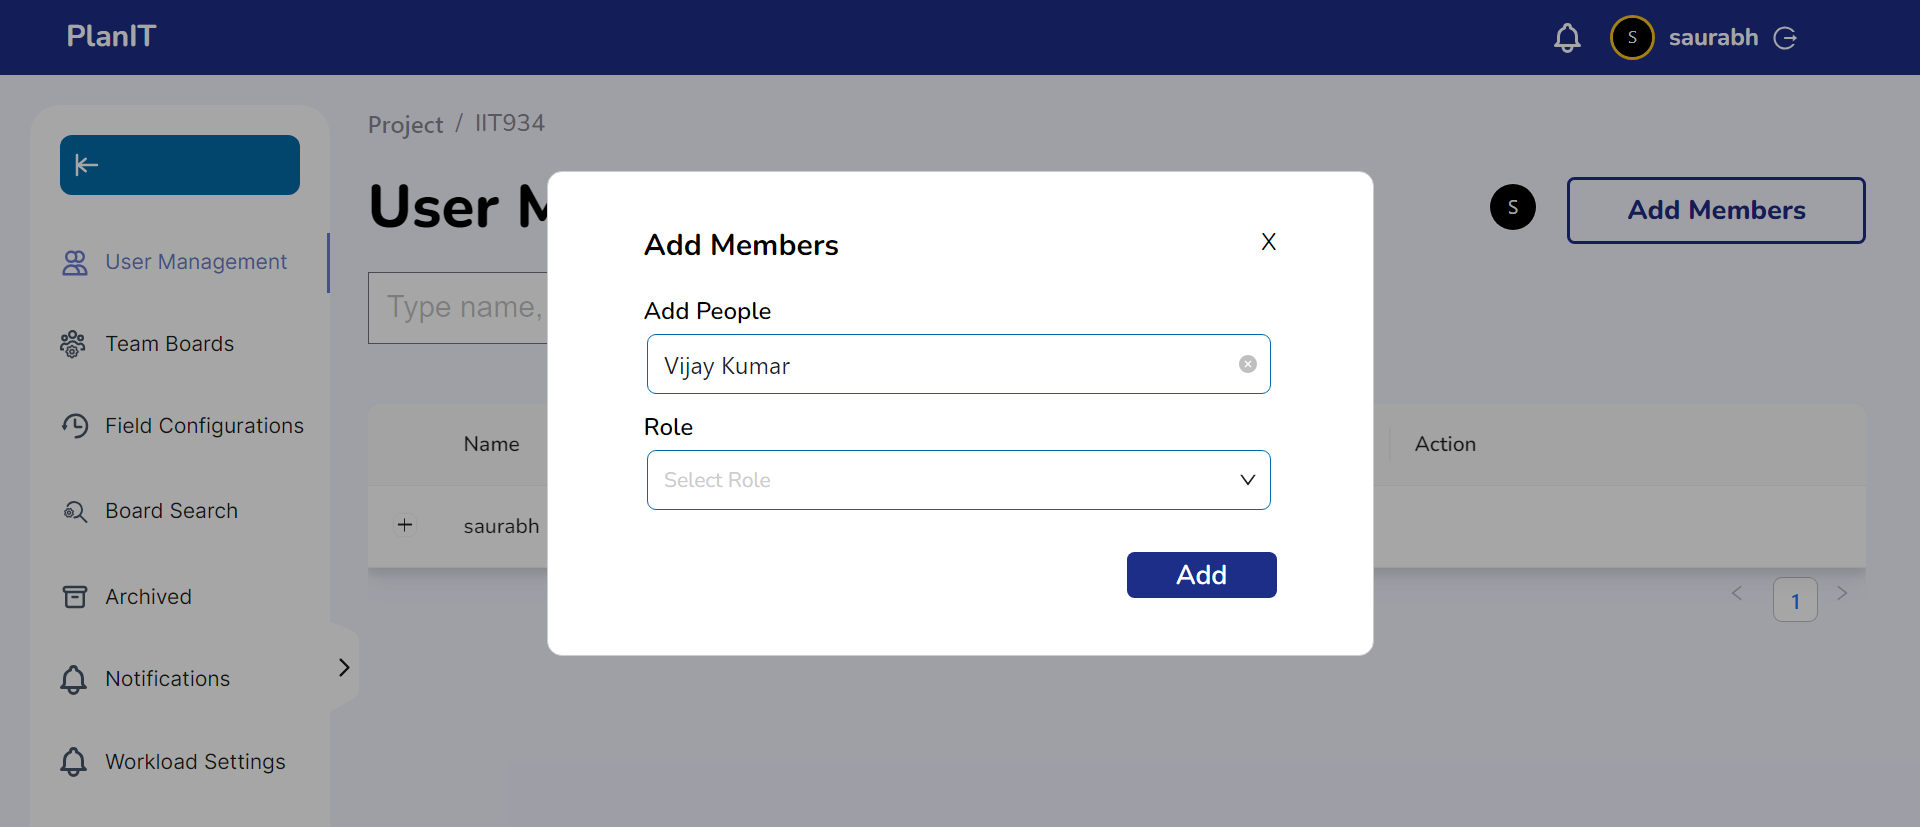 PlanIT
S saurabh
Project / IIT934
User M
S
Add Members
Type name,
User Management
Team Boards
Field Configurations
Board Search
Archived
Notifications
Workload Settings
Add Members
X
Add People
Vijay Kumar
Role
Select Role
Add
Name
Action
saurabh
1